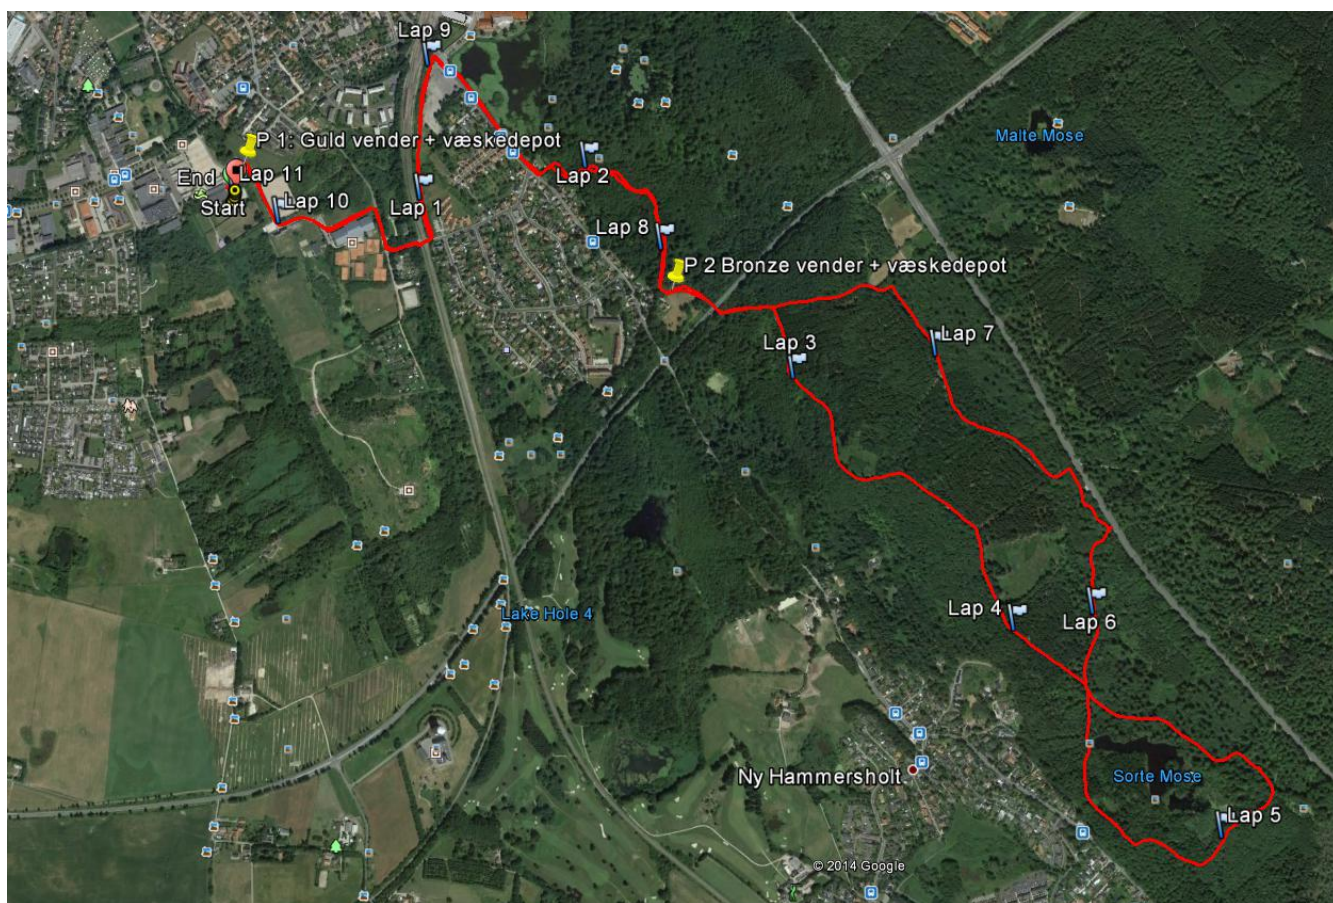 Lap 9
Malte Mose
P 1: Guld vender + væskedepot
End
Lap 11
Lap 2
Start
Lap 10
Lap 1
Lap 8
P 2 Bronze vender + væskedepot
Lap 7
Lap 3
Lake Hole 4
Lap 4
Lap 6
Ny Hammersholt
Sorte Mose
Lap 5
© 2014 Google